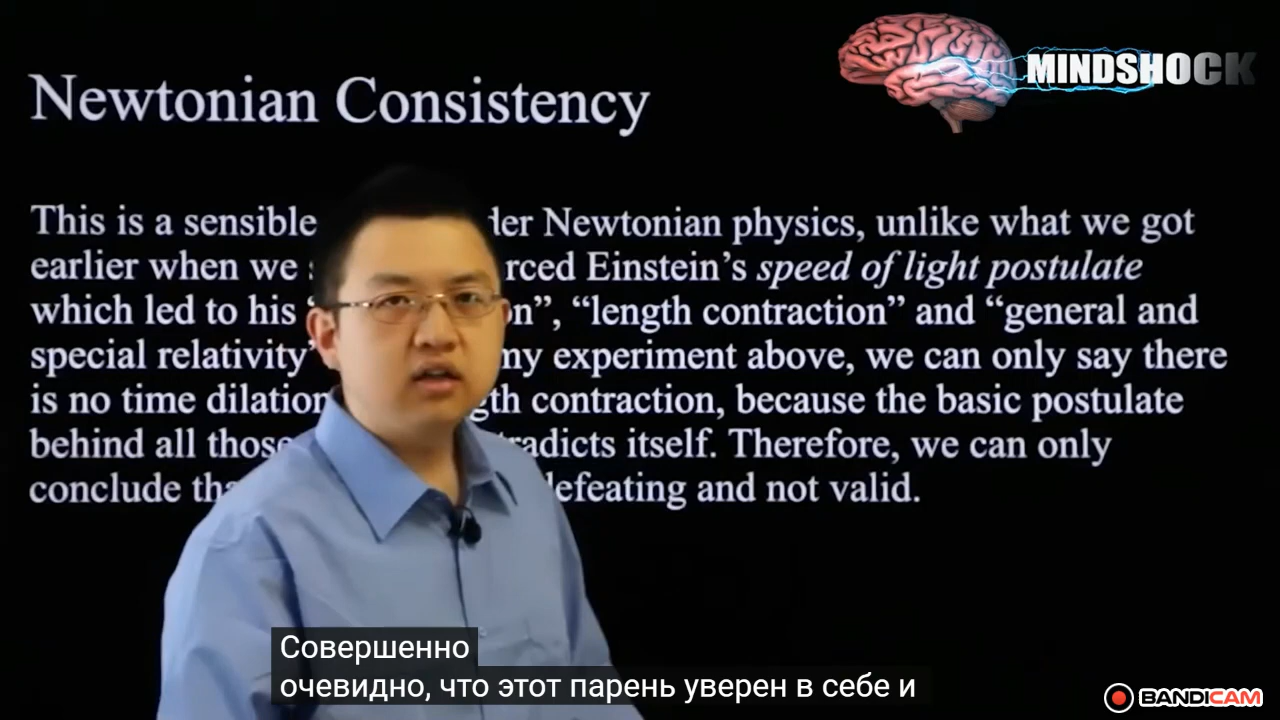 MINDSHOCK
Newtonian Consistency
This is a sensible der Newtonian physics, unlike what we got
earlier when we rced Einstein’s speed of light postulate
which led to his n”, “length contraction” and “general and
special relativity my experiment above, we can only say there
is no time dilation gth contraction, because the basic postulate
behind all those tradicts itself. Therefore, we can only
conclude tha efeating and not valid.
Совершенно
очевидно, что этот парень уверен в себе и
BANDICAM